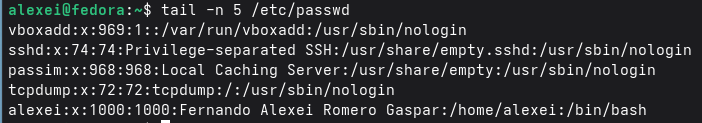 alexei@fedora:~$ tail -n 5 /etc/passwd
vboxadd:x:969:1::/var/run/vboxadd:/usr/sbin/nologin
sshd:x:74:74:Privilege-separated SSH:/usr/share/empty.sshd:/usr/sbin/nologin
passim:x:968:968:Local Caching Server:/usr/share/empty:/usr/sbin/nologin
tcpdump:x:72:72:tcpdump:/:/usr/sbin/nologin
alexei:x:1000:1000:Fernando Alexei Romero Gaspar:/home/alexei:/bin/bash